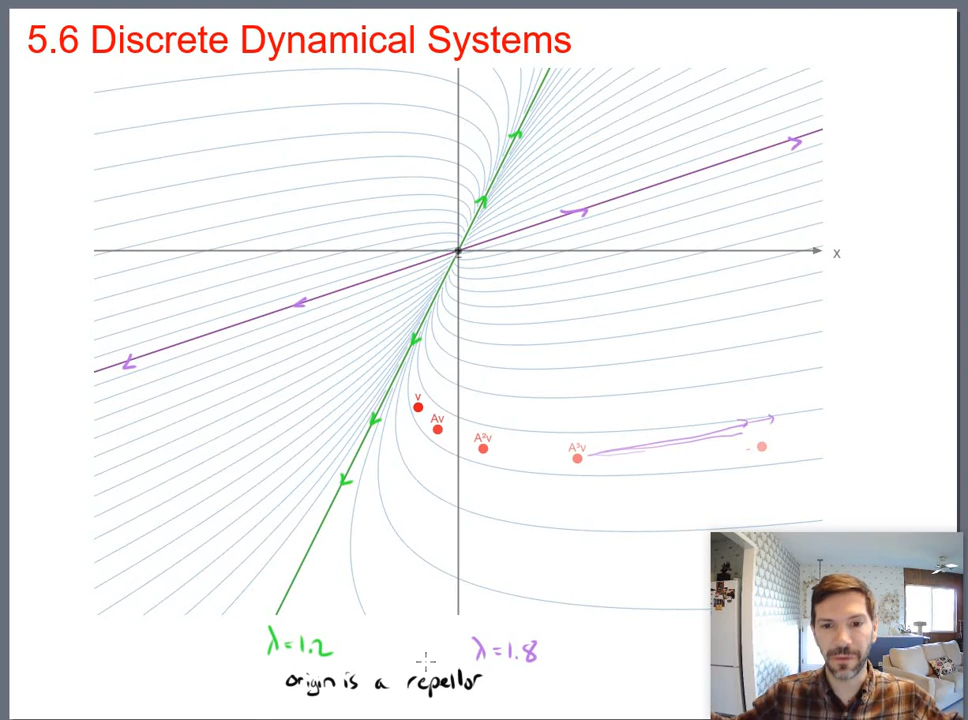 5.6 Discrete Dynamical Systems
x
v
Av
A²v
A³v
λ=1.2
λ=1.8
origin is a repellor